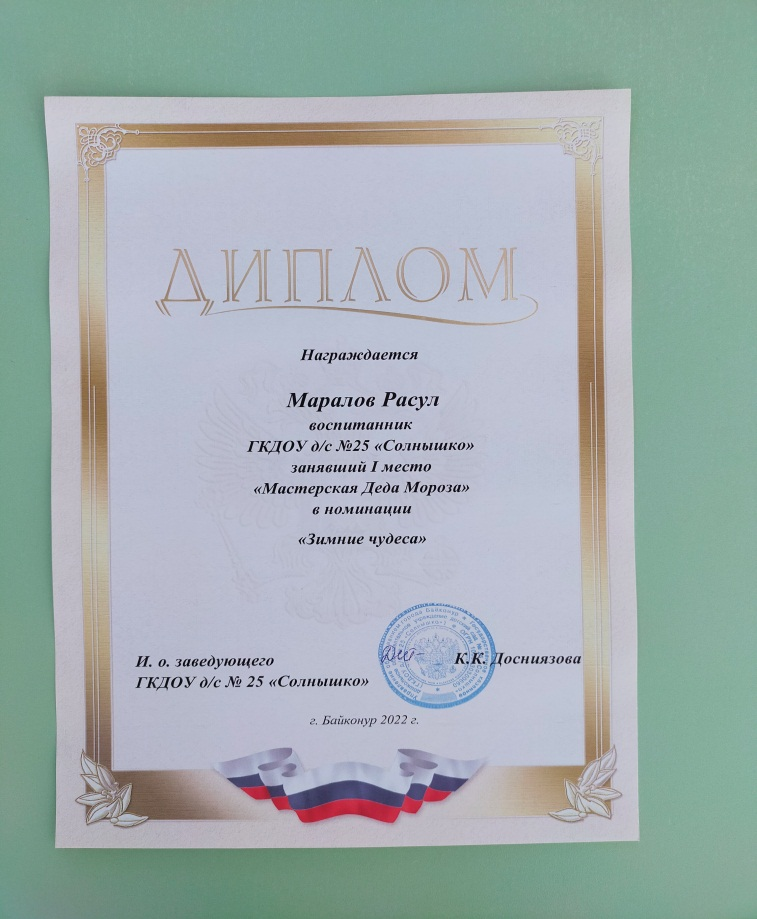 ДИПЛОМ
Награждается
Маралов Расул
воспитанник
ГКДОУ д/с №25 «Солнышко»
занявший I место
«Мастерская Деда Мороза»
в номинации
«Зимние чудеса»
И. о. заведующего
К.К. Досниязова
ГКДОУ д/с № 25 «Солнышко»
г. Байконур 2022 г.